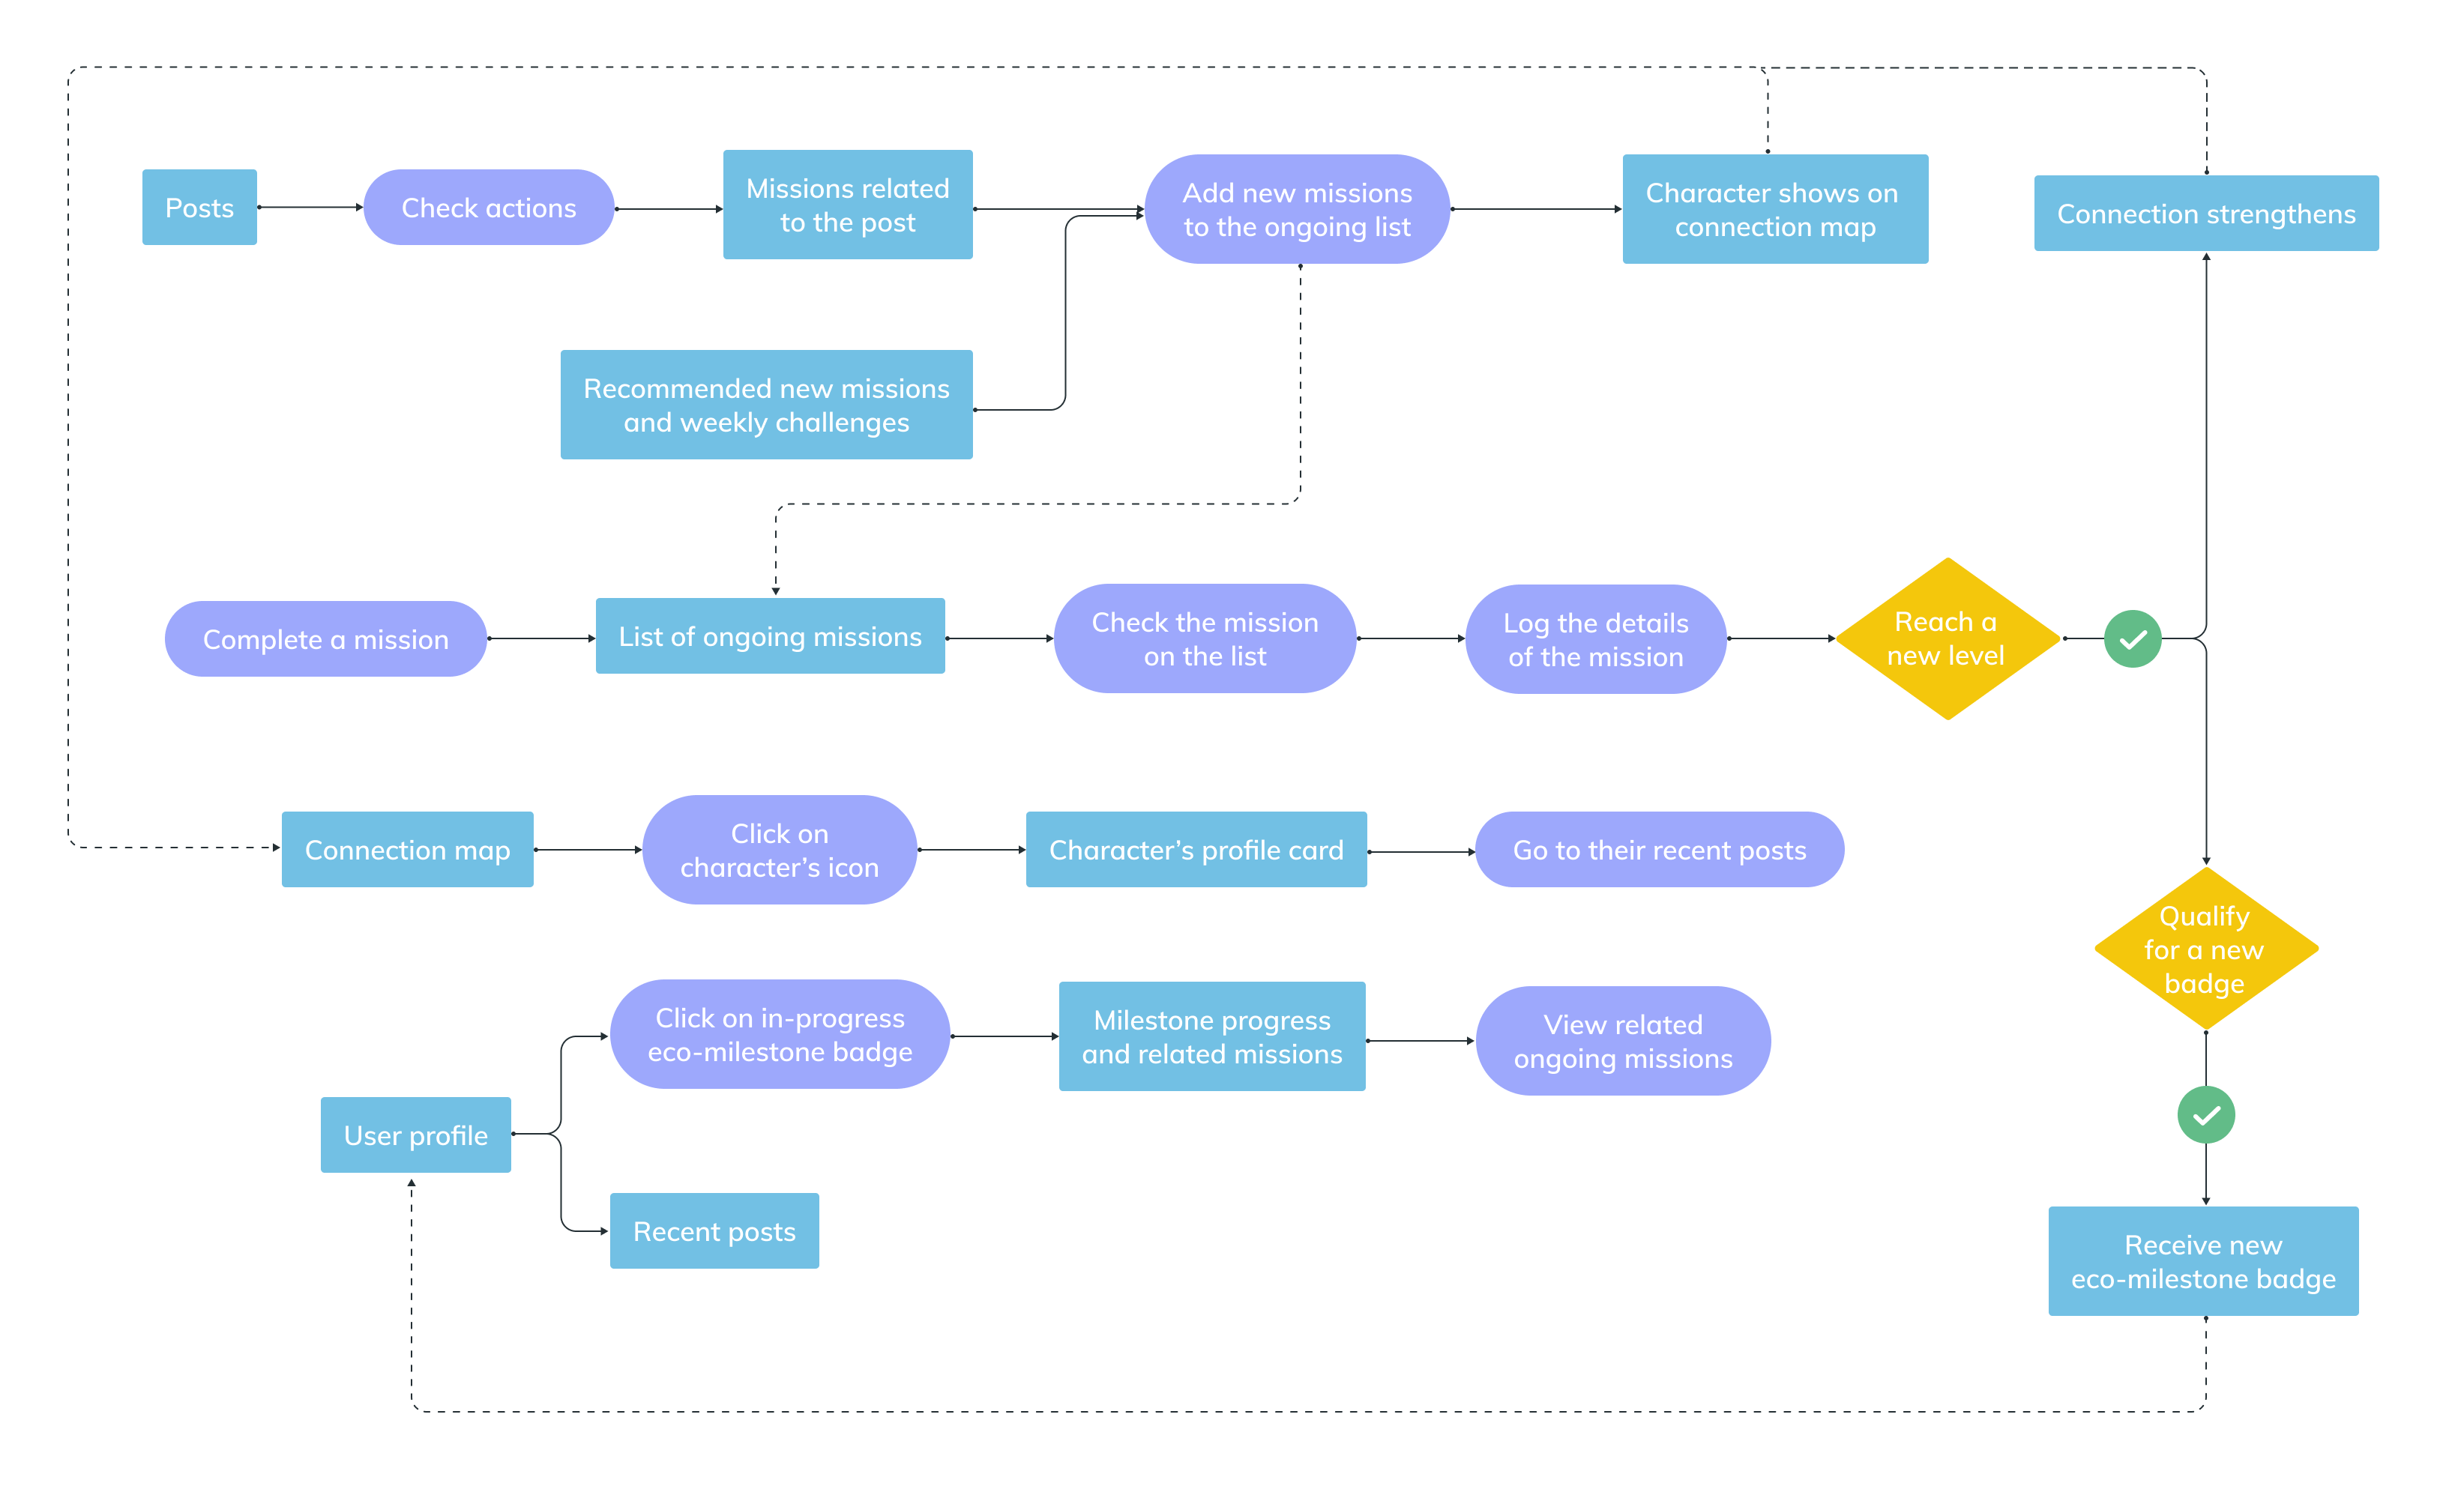 Posts
Check actions
Missions related
to the post
Add new missions
to the ongoing list
Character shows on
connection map
Connection strengthens
Recommended new missions
and weekly challenges
Complete a mission
List of ongoing missions
Check the mission
on the list
Log the details
of the mission
Reach a
new level
Connection map
Click on
character’s icon
Character’s profile card
Go to their recent posts
Qualify
for a new
badge
Click on in-progress
eco-milestone badge
Milestone progress
and related missions
View related
ongoing missions
User profile
Recent posts
Receive new
eco-milestone badge